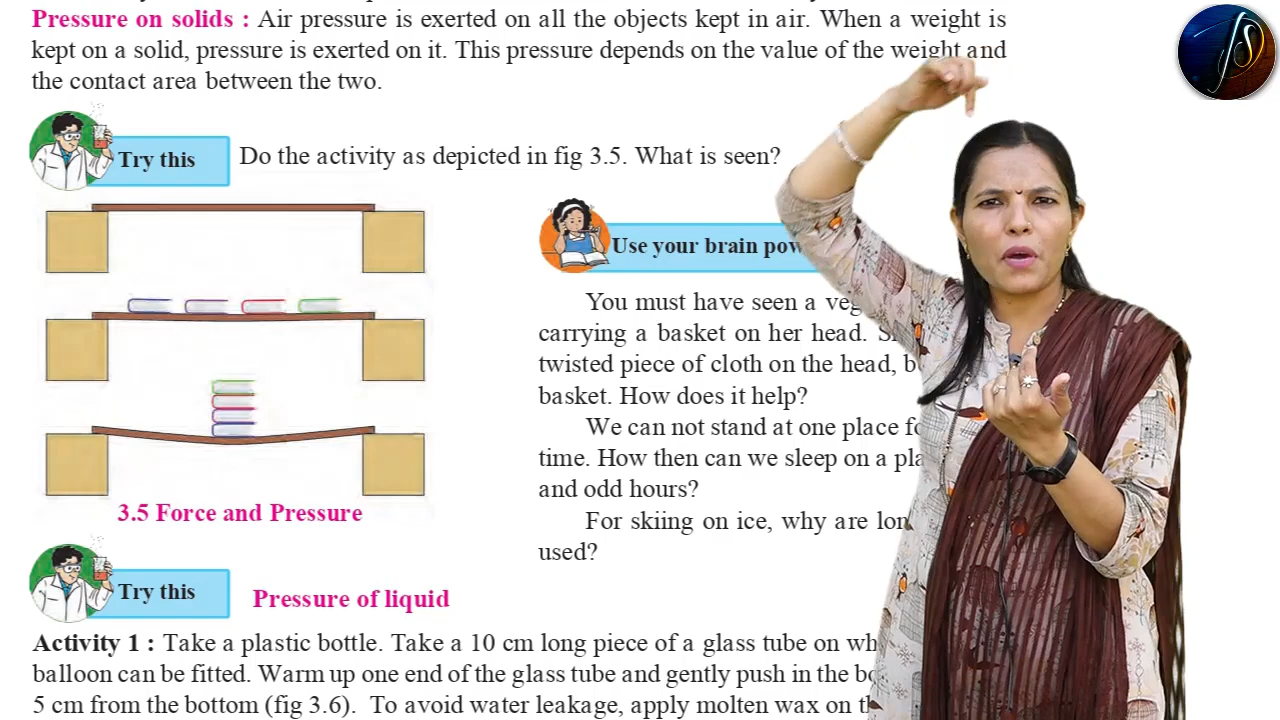 Pressure on solids : Air pressure is exerted on all the objects kept in air. When a weight is
kept on a solid, pressure is exerted on it. This pressure depends on the value of the weight and
the contact area between the two.
Try this
Do the activity as depicted in fig 3.5. What is seen?
Use your brain
You must have seen a
carrying a basket on her head.
twisted piece of cloth on the head,
basket. How does it help?
We can not stand at one place
time. How then can we sleep on a
and odd hours?
For skiing on ice, why are
used?
3.5 Force and Pressure
Try this
Pressure of liquid
Activity 1 : Take a plastic bottle. Take a 10 cm long piece of a glass tube on
balloon can be fitted. Warm up one end of the glass tube and gently push in the
5 cm from the bottom (fig 3.6). To avoid water leakage, apply molten wax on